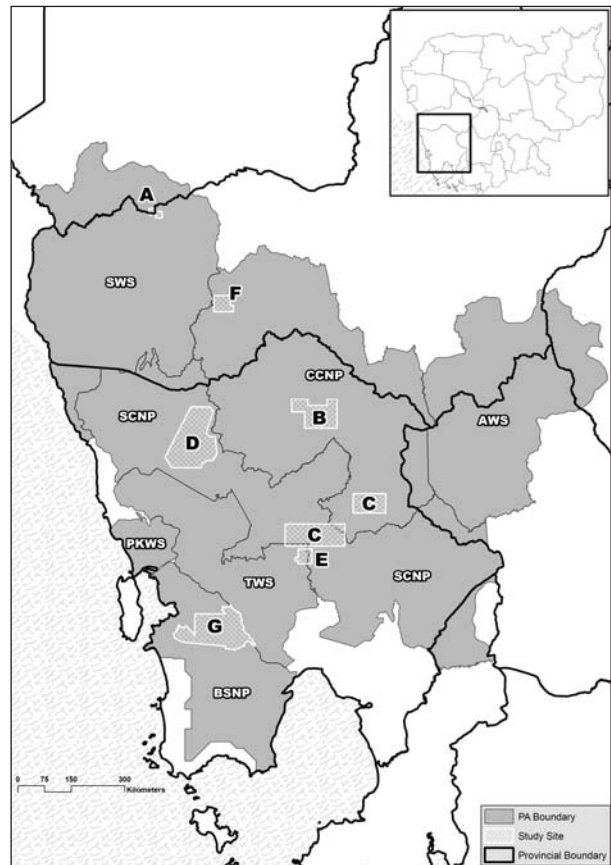 A
SWS
F
CCNP
SCNP
B
AWS
D
C
C
PKWS
E
TWS
SCNP
G
BSNP
0 75 150 300
Kilometers
PA Boundary
Study Site
Provincial Boundary